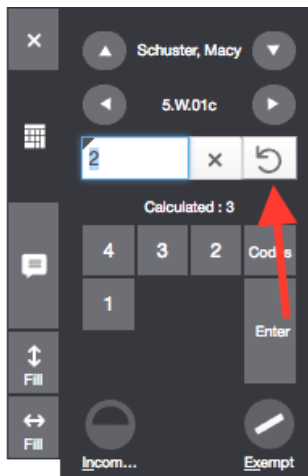 Schuster, Macy
5.W.01c
2
Calculated : 3
4 3 2 Codes
1
Enter
Fill
Fill
Incom... Exempt